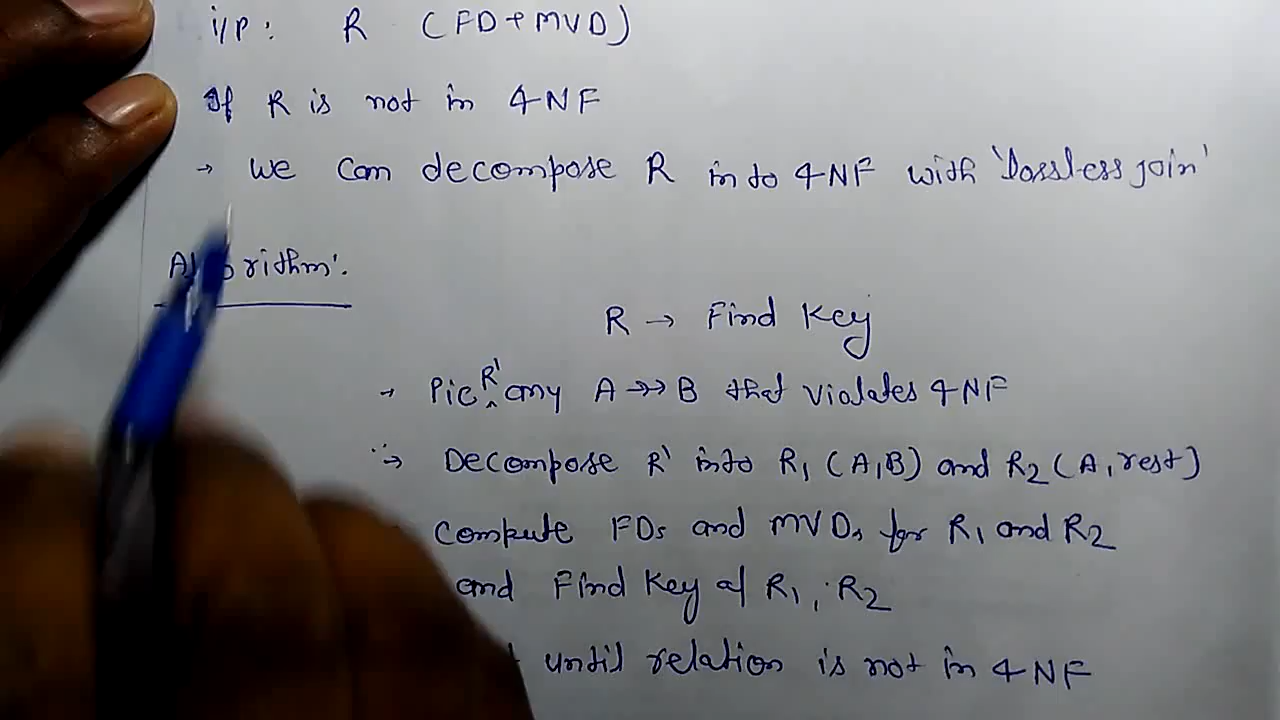 i/P: R (FD+MVD)
If R is not in 4NF
→ We can decompose R into 4NF with 'lossless join'
R → Find Key
→ Pic R' any A →→ B that violates 4NF
→ Decompose R' into R1 (A,B) and R2 (A, rest)
Compute FDs and MVDs for R1 and R2
and Find Key of R1, R2
until relation is not in 4NF